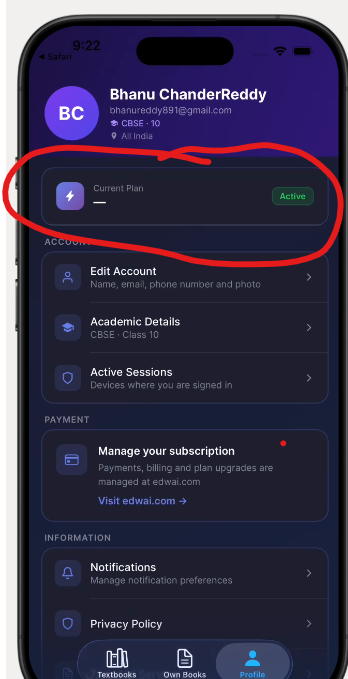 9:22
Safari
BC
Bhanu ChanderReddy
bhanureddy891@gmail.com
CBSE · 10
All India
Current Plan
—
Active
Edit Account
Name, email, phone number and photo
Academic Details
CBSE · Class 10
Active Sessions
Devices where you are signed in
PAYMENT
Manage your subscription
Payments, billing and plan upgrades are
managed at edwai.com
Visit edwai.com →
INFORMATION
Notifications
Manage notification preferences
Privacy Policy
Textbooks
Own Books
Profile